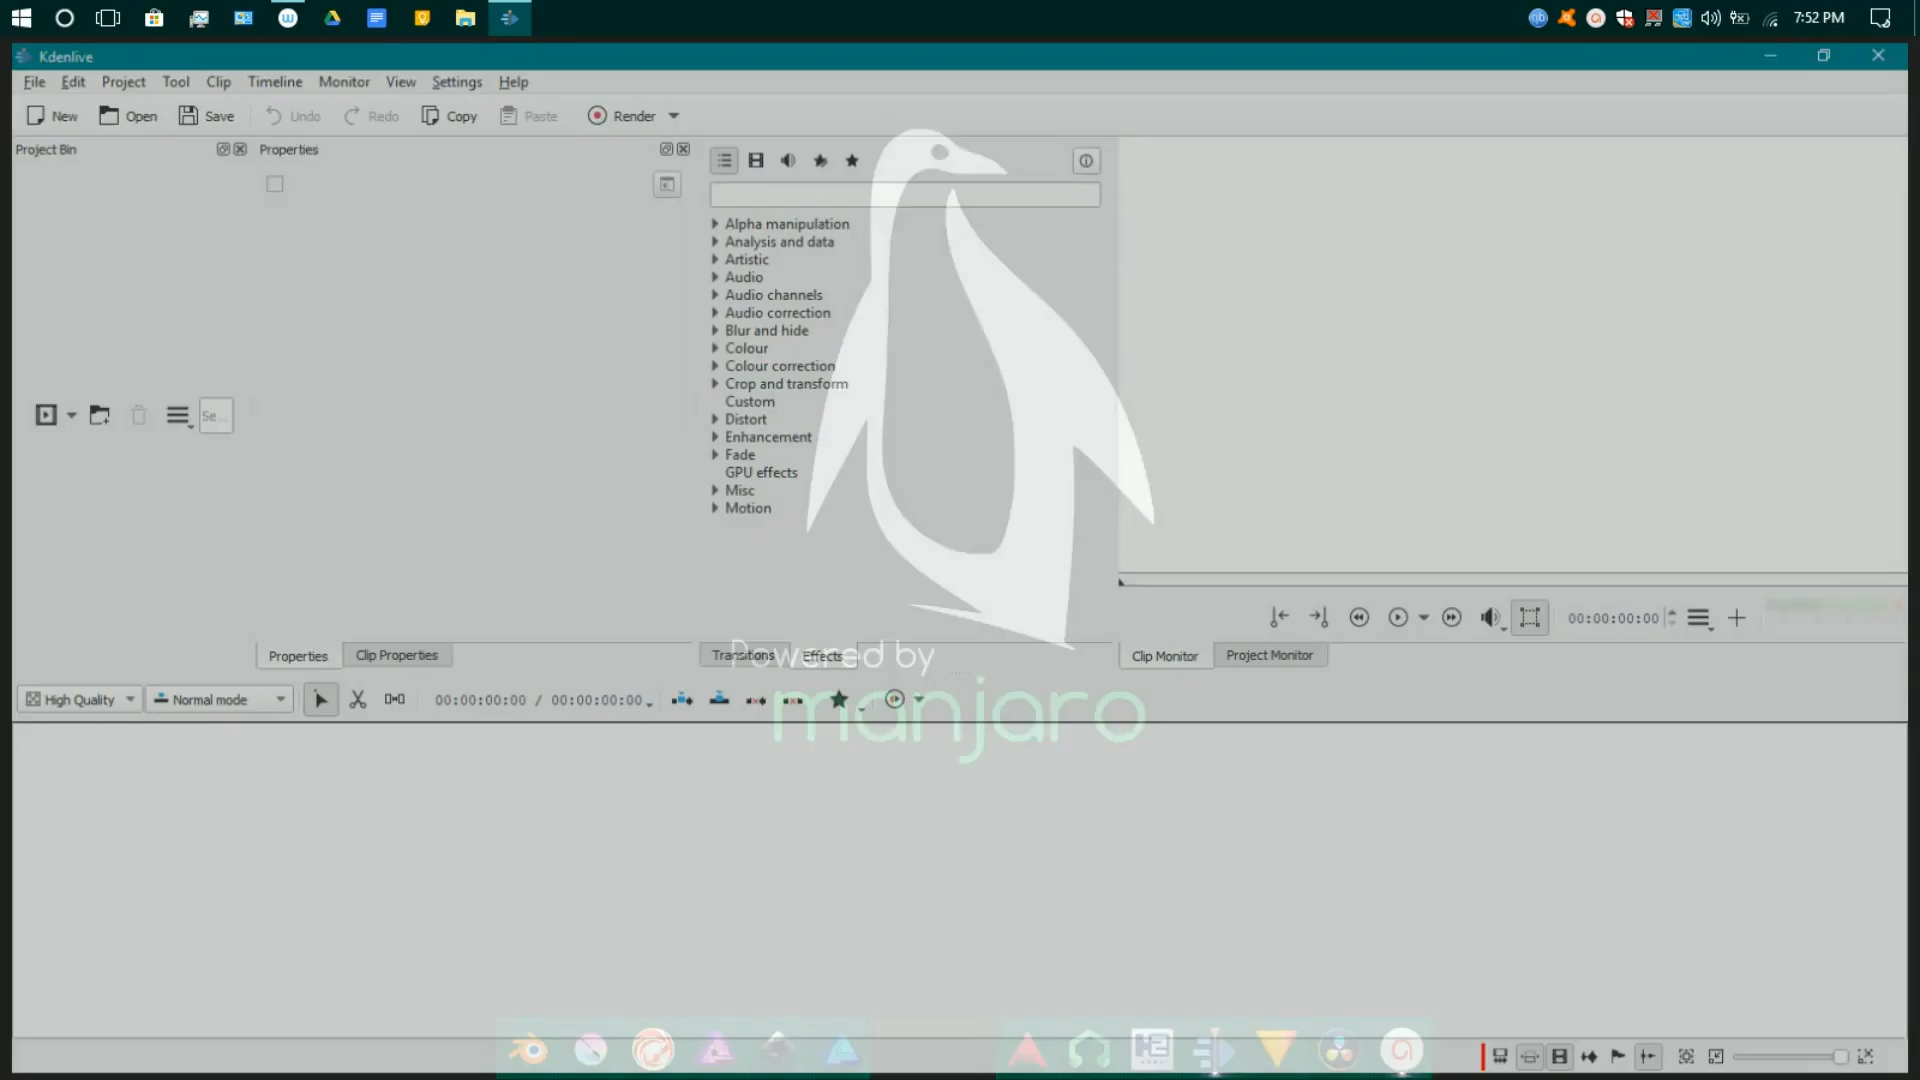 7:52 PM
Kdenlive
File Edit Project Tool Clip Timeline Monitor View Settings Help
New Open Save Undo Redo Copy Paste Render
Project Bin
Properties
Alpha manipulation
Analysis and data
Artistic
Audio
Audio channels
Audio correction
Blur and hide
Colour
Colour correction
Crop and transform
Custom
Distort
Enhancement
Fade
GPU effects
Misc
Motion
Se...
00:00:00:00
Properties Clip Properties
Transitions Effects
Clip Monitor Project Monitor
Powered by
manjaro
High Quality Normal mode 00:00:00:00 / 00:00:00:00